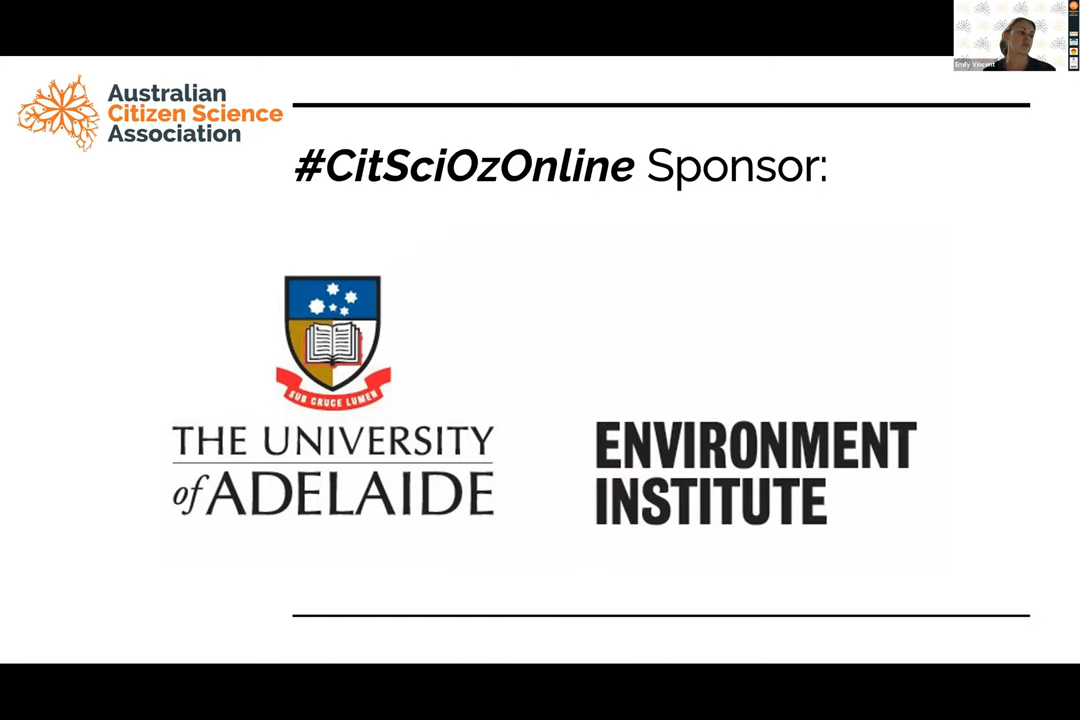 Emily Vincent
Australian
Citizen Science
Association
#CitSciOzOnline Sponsor:
SUB CRUCE LUMEN
THE UNIVERSITY
of ADELAIDE
ENVIRONMENT
INSTITUTE